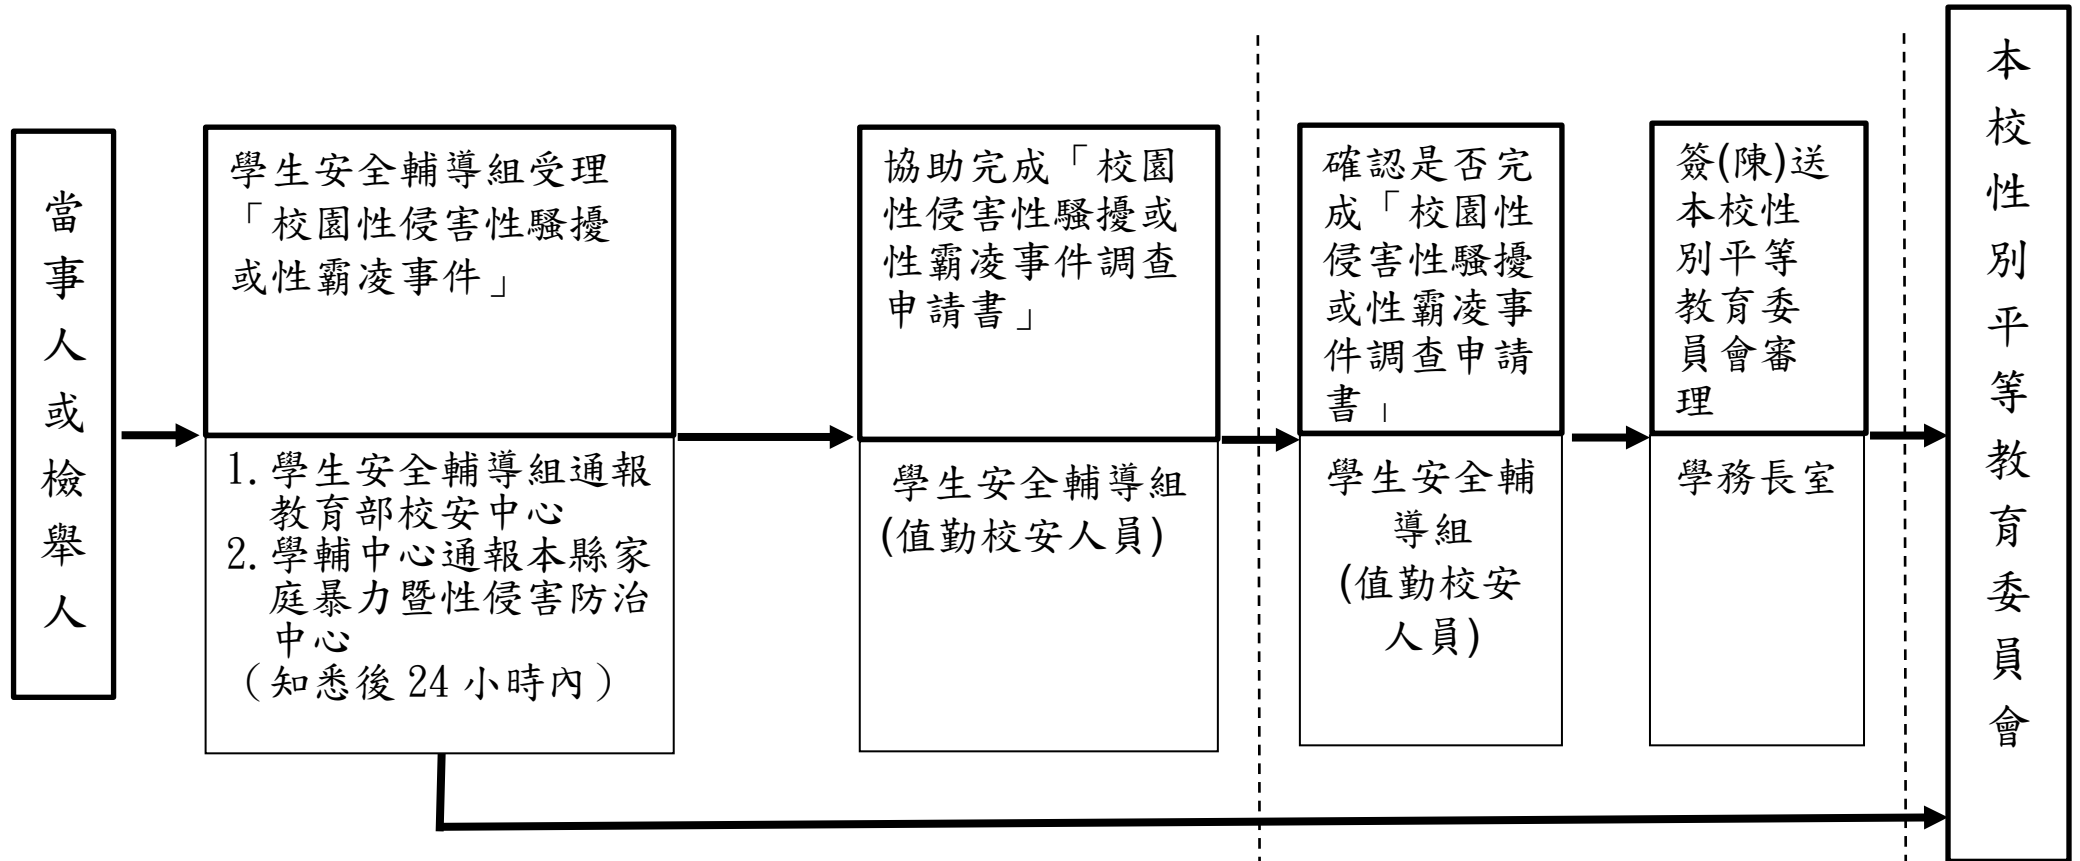 當事人或檢舉人
學生安全輔導組受理
「校園性侵害性騷擾
或性霸凌事件」
1.學生安全輔導組通報
教育部校安中心
2.學輔中心通報本縣家
庭暴力暨性侵害防治
中心
（知悉後 24 小時內）
協助完成「校園
性侵害性騷擾或
性霸凌事件調查
申請書」
學生安全輔導組
(值勤校安人員)
確認是否完
成「校園性
侵害性騷擾
或性霸凌事
件調查申請
書」
學生安全輔
導組
(值勤校安
人員)
簽(陳)送
本校性
別平等
教育委
員會審
理
學務長室
本校性別平等教育委員會